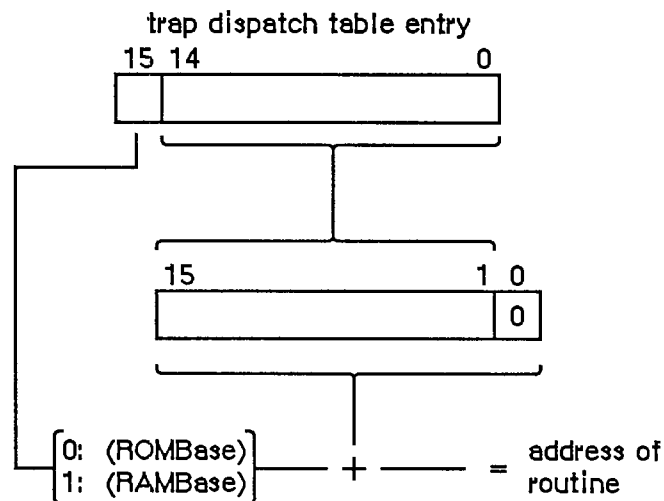 trap dispatch table entry
15 14 0
15 1 0
0
0: (ROMBase)
1: (RAMBase)
+ = address of
routine